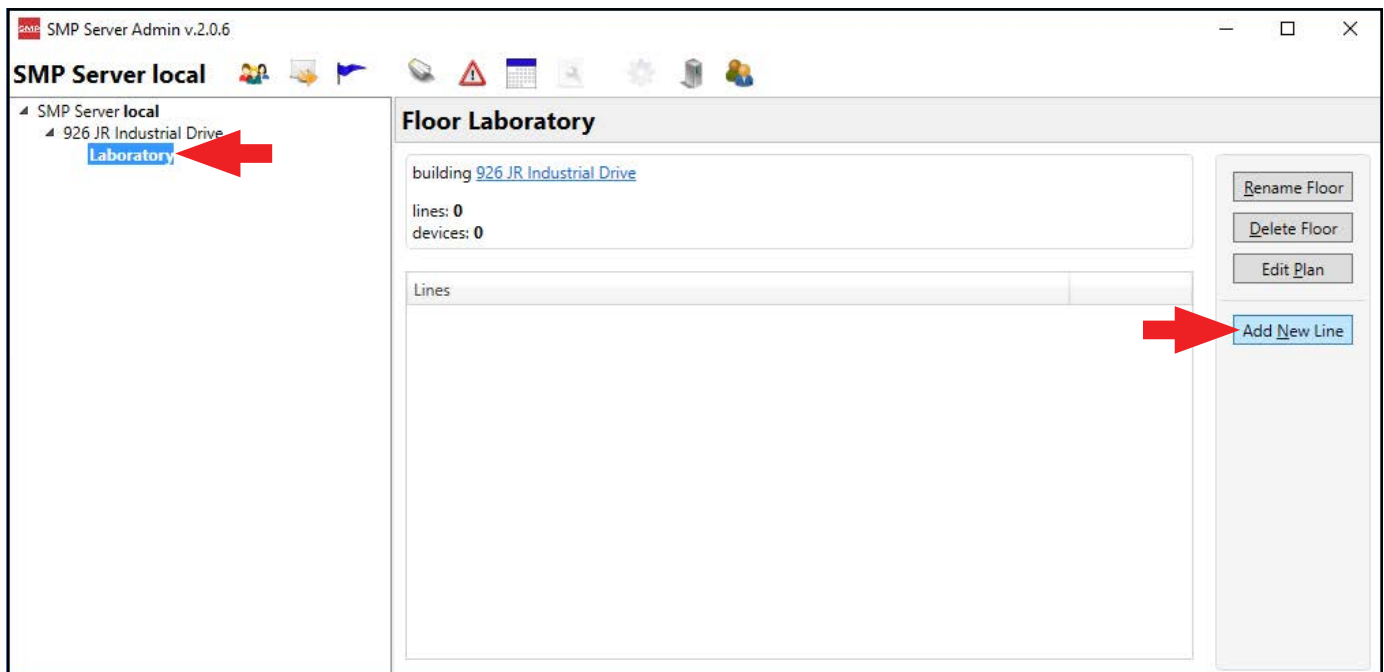 SMP SMP Server Admin v.2.0.6
SMP Server local
SMP Server local
926 JR Industrial Drive
Laboratory
Floor Laboratory
building 926 JR Industrial Drive
lines: 0
devices: 0
Lines
Rename Floor
Delete Floor
Edit Plan
Add New Line